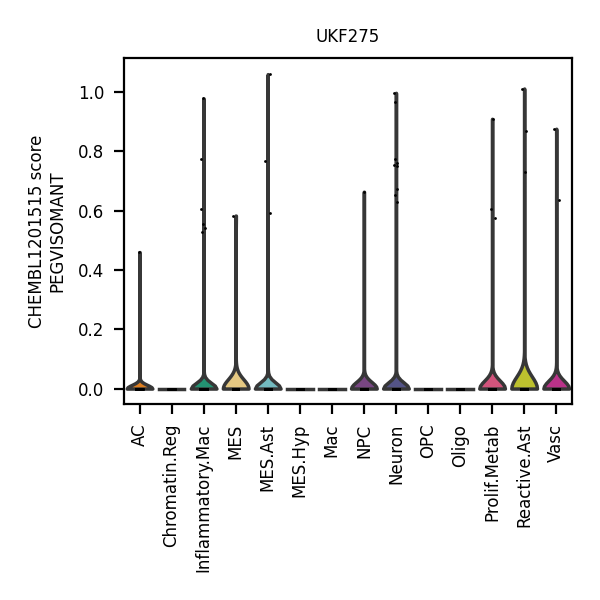 UKF275
CHEMBL1201515 score
PEGVISOMANT
1.0
0.8
0.6
0.4
0.2
0.0
AC
Chromatin.Reg
Inflammatory.Mac
MES
MES.Ast
MES.Hyp
Mac
NPC
Neuron
OPC
Oligo
Prolif.Metab
Reactive.Ast
Vasc